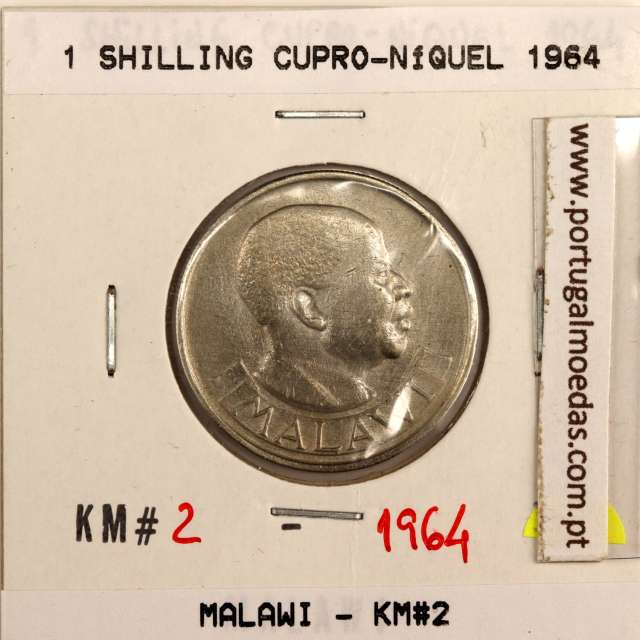 1 SHILLING CUPRO-NíQUEL 1964
www.portugalmoedas.com.pt
MALAWI
KM# 2 - 1964
MALAWI - KM#2